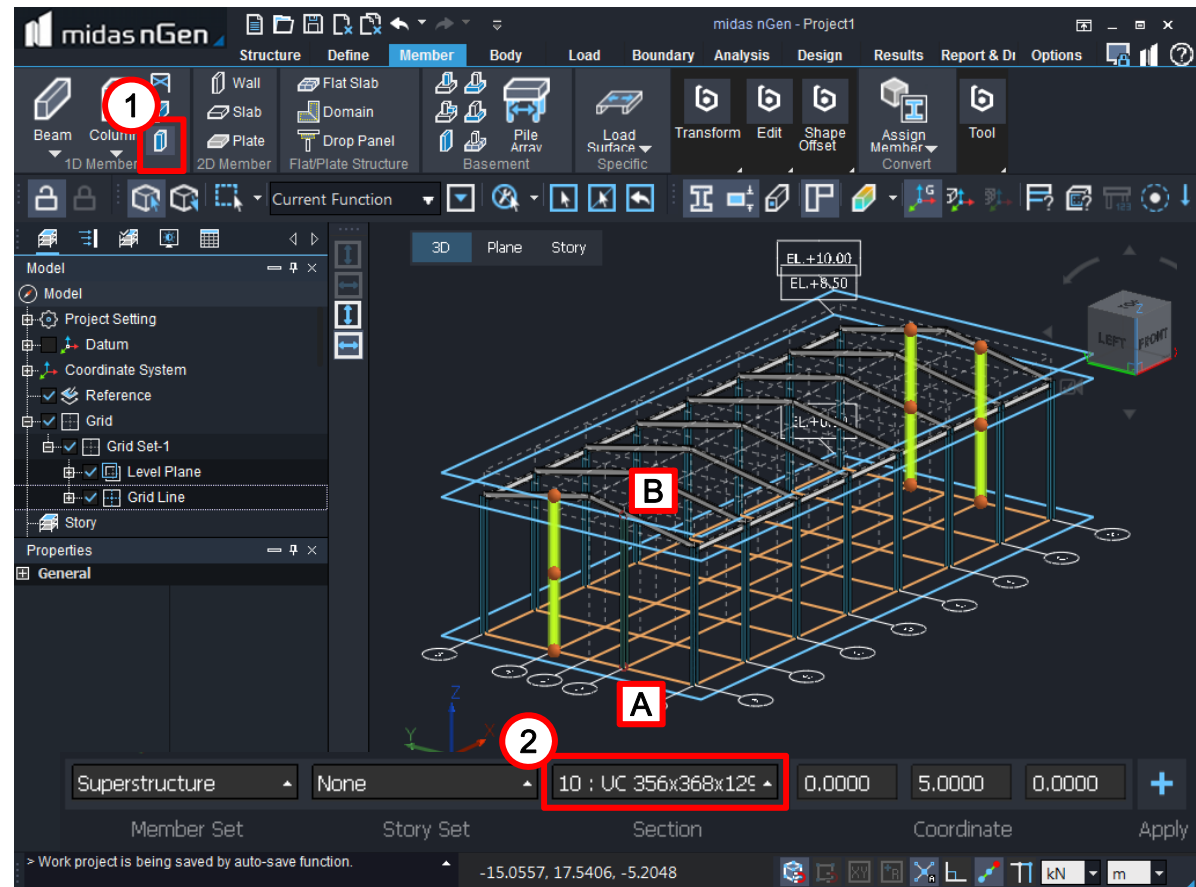 midas nGen
midas nGen - Project1
Structure Define Member Body Load Boundary Analysis Design Results Report & Di Options
1
Beam
Column
1D Member
Wall
Slab
Plate
2D Member
Flat Slab
Domain
Drop Panel
Flat/Plate Structure
Pile Array
Basement
Load Surface
Specific
Transform
Edit
Shape Offset
Assign Member
Convert
Tool
Current Function
Model
Model
Project Setting
Datum
Coordinate System
Reference
Grid
Grid Set-1
Level Plane
Grid Line
Story
Properties
General
3D Plane Story
EL.+10.00
EL.+8.50
TOP
LEFT
FRONT
Z
B
A
Z
Y
X
2
Superstructure None 10 : UC 356x368x129 0.0000 5.0000 0.0000
Member Set Story Set Section Coordinate Apply
> Work project is being saved by auto-save function.
-15.0557, 17.5406, -5.2048
kN m